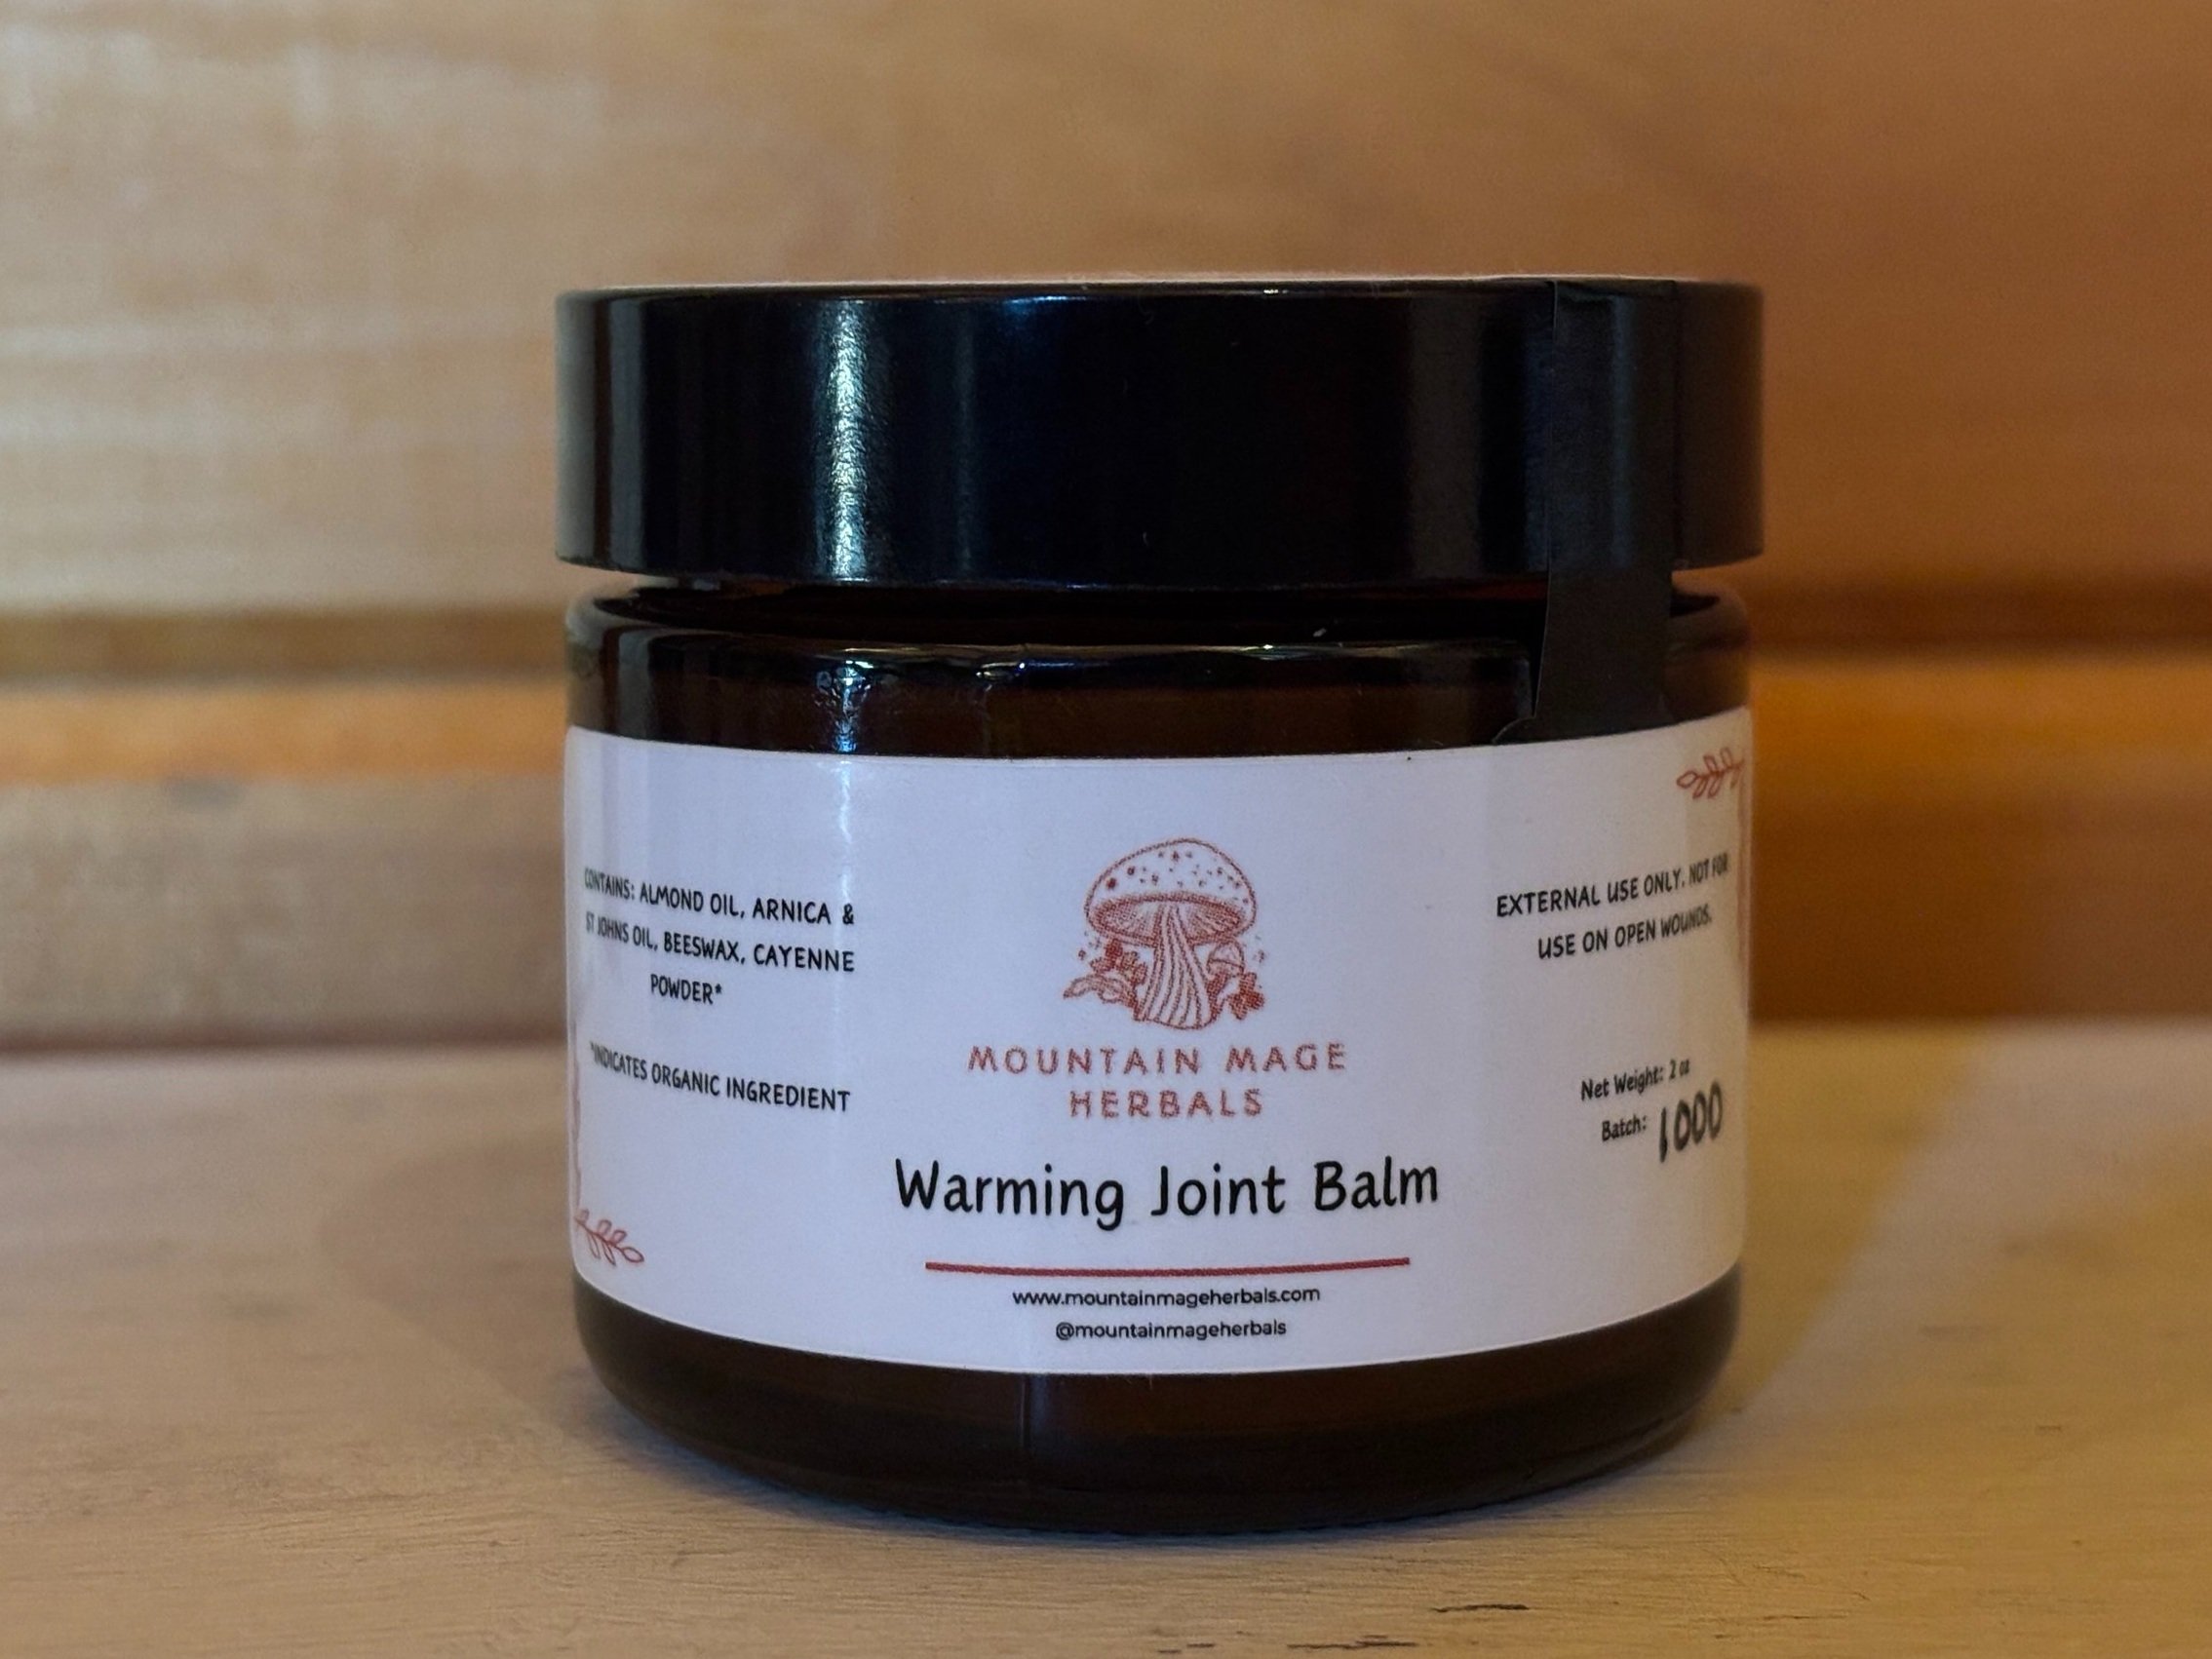 CONTAINS: ALMOND OIL, ARNICA &
ST JOHNS OIL, BEESWAX, CAYENNE
POWDER*
*INDICATES ORGANIC INGREDIENT
MOUNTAIN MAGE
HERBALS
Warming Joint Balm
www.mountainmageherbals.com
@mountainmageherbals
EXTERNAL USE ONLY. NOT FOR
USE ON OPEN WOUNDS.
Net Weight: 2 oz
Batch: 1000